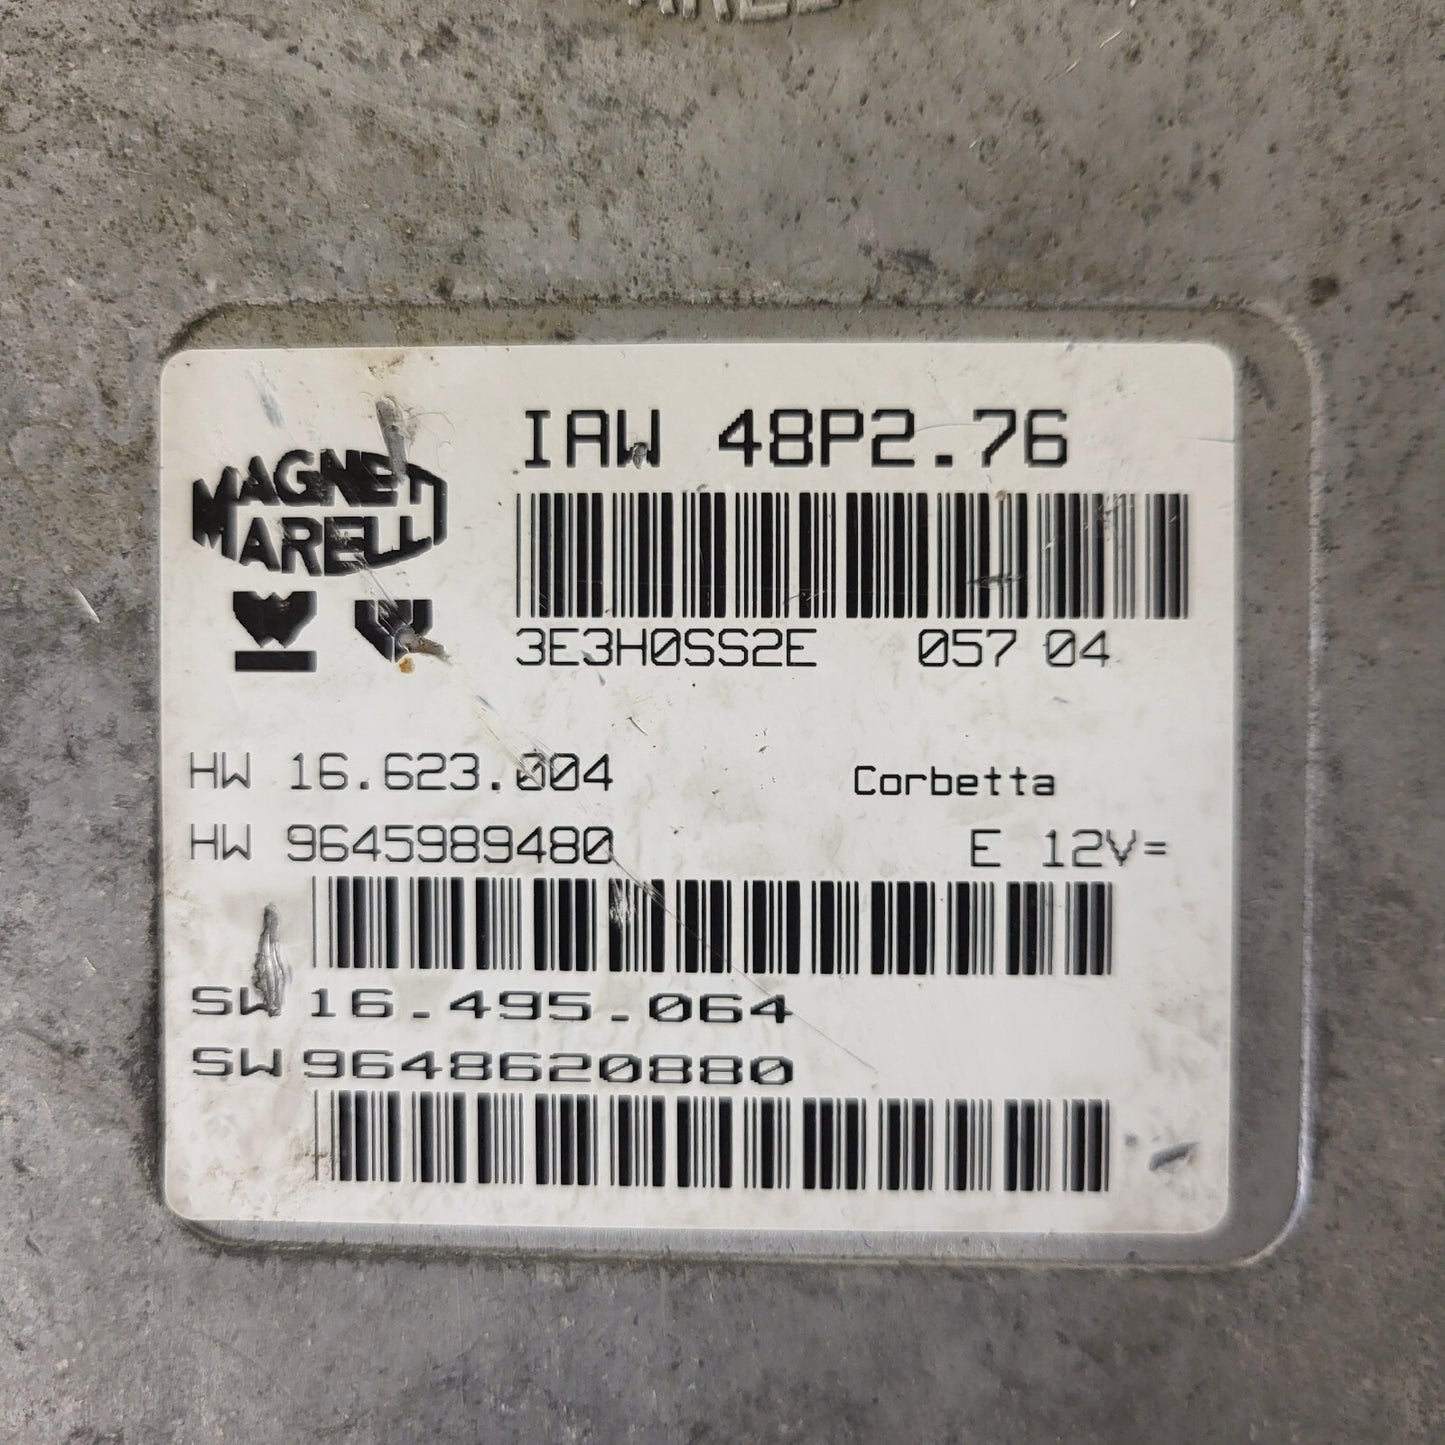 MAGNETI
MARELLI
IAW 48P2.76
3E3H0SS2E 057 04
HW 16.623.004
Corbetta
HW 9645989480
E 12V=
SW 16.495.064
SW 9648620880